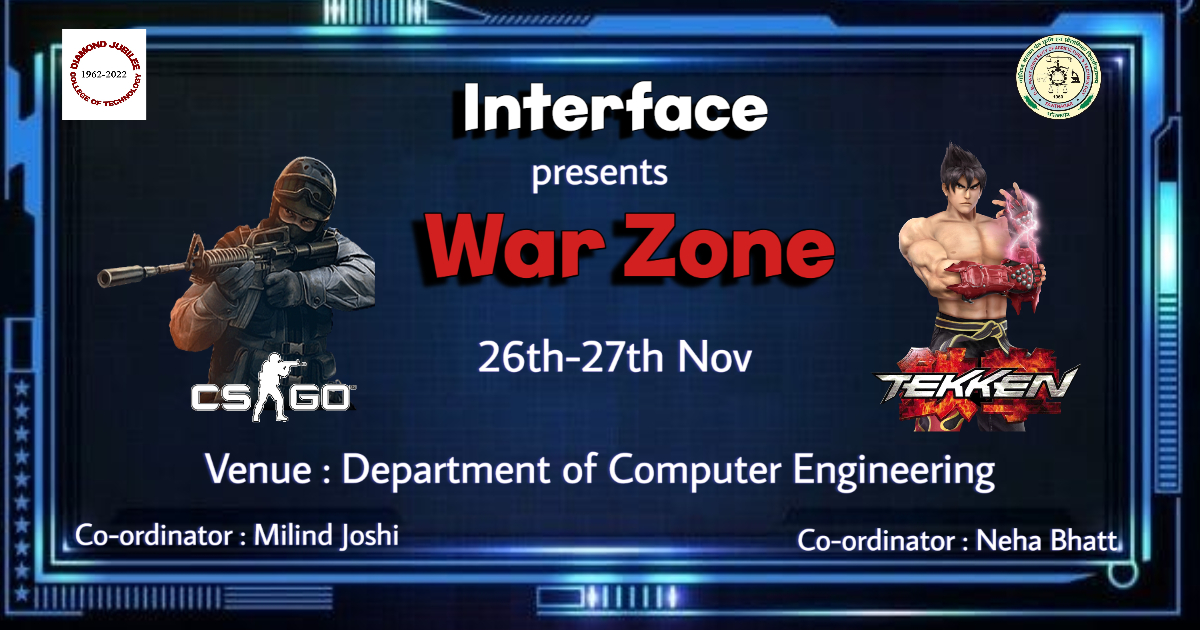 DIAMOND JUBILEE
1962-2022
COLLEGE OF TECHNOLOGY
Interface
presents
War Zone
26th-27th Nov
CS GO
TEKKEN
Venue : Department of Computer Engineering
Co-ordinator : Milind Joshi
Co-ordinator : Neha Bhatt